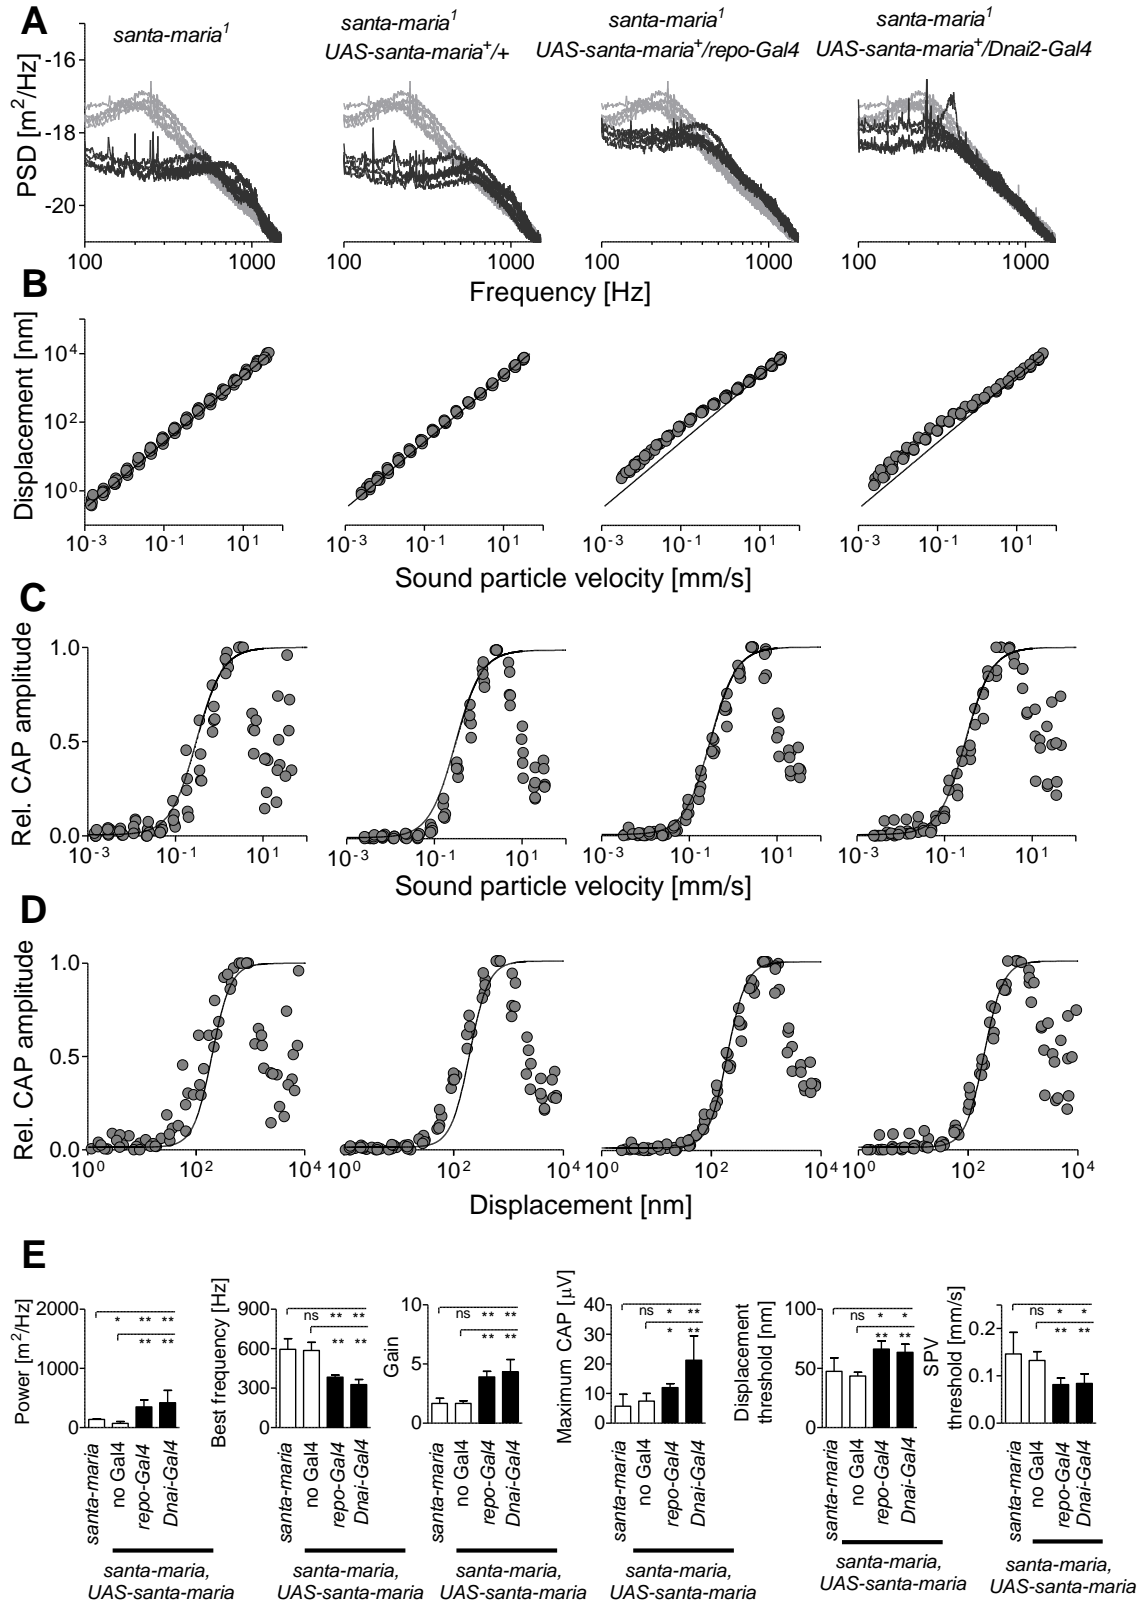 A
santa-maria¹
santa-maria¹
UAS-santa-maria⁺/+
santa-maria¹
UAS-santa-maria⁺/repo-Gal4
santa-maria¹
UAS-santa-maria⁺/Dnai2-Gal4
PSD [m²/Hz]
-16
-18
-20
100 1000 100 1000 100 1000 100 1000
Frequency [Hz]
B
Displacement [nm]
10⁴
10²
10⁰
10⁻³ 10⁻¹ 10¹ 10⁻³ 10⁻¹ 10¹ 10⁻³ 10⁻¹ 10¹ 10⁻³ 10⁻¹ 10¹
Sound particle velocity [mm/s]
C
Rel. CAP amplitude
1.0
0.5
0.0
10⁻³ 10⁻¹ 10¹ 10⁻³ 10⁻¹ 10¹ 10⁻³ 10⁻¹ 10¹ 10⁻³ 10⁻¹ 10¹
Sound particle velocity [mm/s]
D
Rel. CAP amplitude
1.0
0.5
0.0
10⁰ 10² 10⁴ 10⁰ 10² 10⁴ 10⁰ 10² 10⁴ 10⁰ 10² 10⁴
Displacement [nm]
E
Power [m²/Hz]
2000
1000
0
* ** **
** **
santa-maria
no Gal4
repo-Gal4
Dnai-Gal4
santa-maria,
UAS-santa-maria
Best frequency [Hz]
900
600
300
0
ns ** **
** **
santa-maria
no Gal4
repo-Gal4
Dnai-Gal4
santa-maria,
UAS-santa-maria
Gain
10
5
0
ns ** **
** **
santa-maria
no Gal4
repo-Gal4
Dnai-Gal4
santa-maria,
UAS-santa-maria
Maximum CAP [µV]
40
30
20
10
0
ns * **
* **
santa-maria
no Gal4
repo-Gal4
Dnai-Gal4
santa-maria,
UAS-santa-maria
Displacement
threshold [nm]
100
50
0
ns * *
** **
santa-maria
no Gal4
repo-Gal4
Dnai-Gal4
santa-maria,
UAS-santa-maria
SPV
threshold [mm/s]
0.2
0.1
0.0
ns * *
** **
santa-maria
no Gal4
repo-Gal4
Dnai-Gal4
santa-maria,
UAS-santa-maria